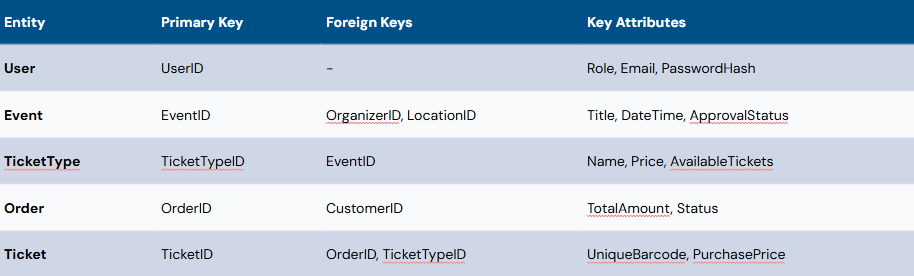 Entity Primary Key Foreign Keys Key Attributes
User UserID - Role, Email, PasswordHash
Event EventID OrganizerID, LocationID Title, DateTime, ApprovalStatus
TicketType TicketTypeID EventID Name, Price, AvailableTickets
Order OrderID CustomerID TotalAmount, Status
Ticket TicketID OrderID, TicketTypeID UniqueBarcode, PurchasePrice